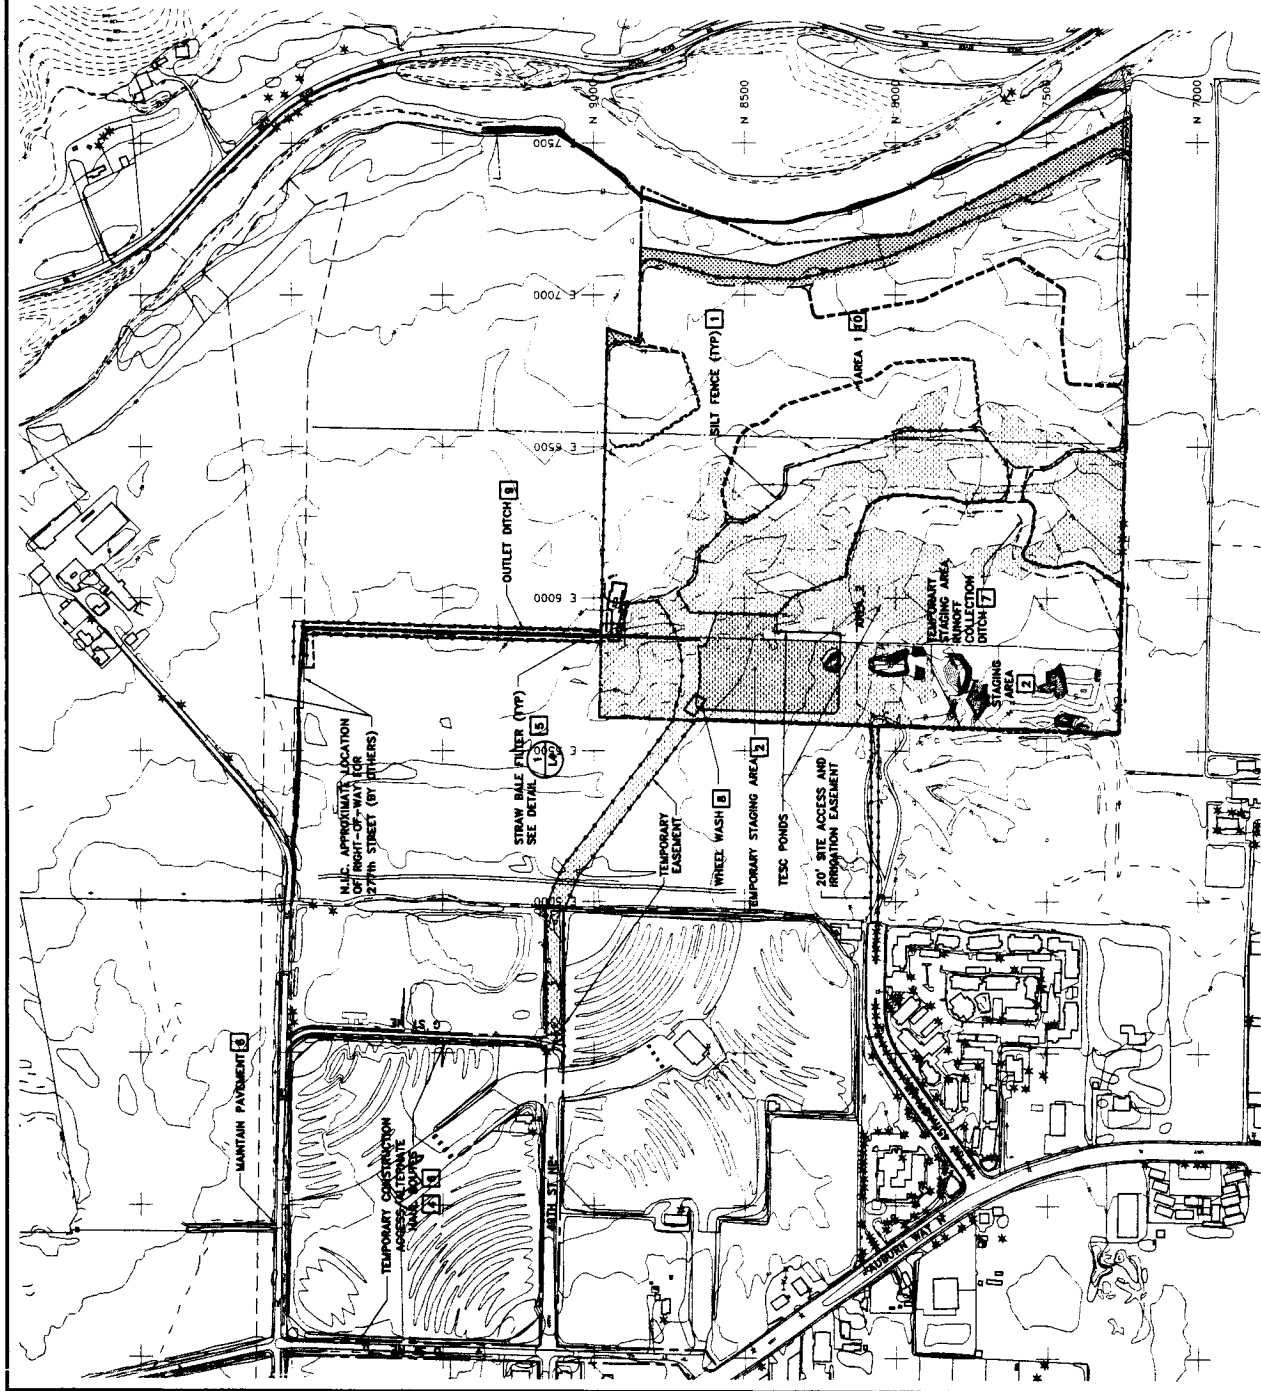 N 9000
N 8500
N 8000
N 7500
N 7000
E 7500
E 7000
E 6500
E 6000
SILT FENCE (TYP) 1
AREA 1 10
OUTLET DITCH 9
AREA 2
TEMPORARY
STAGING AREA
RUNOFF
COLLECTION
DITCH 7
STAGING
AREA 2
N.I.C. APPROXIMATE LOCATION
OF RIGHT-OF-WAY FOR
277th STREET (BY OTHERS)
STRAW BALE FILTER (TYP) 5
SEE DETAIL
TEMPORARY
EASEMENT
WHEEL WASH 8
TEMPORARY STAGING AREA 2
TESC PONDS
20' SITE ACCESS AND
IRRIGATION EASEMENT
MAINTAIN PAVEMENT 6
TEMPORARY CONSTRUCTION
ACCESS/ALTERNATE
HAUL ROUTES
49TH ST NE
AUBURN WAY N